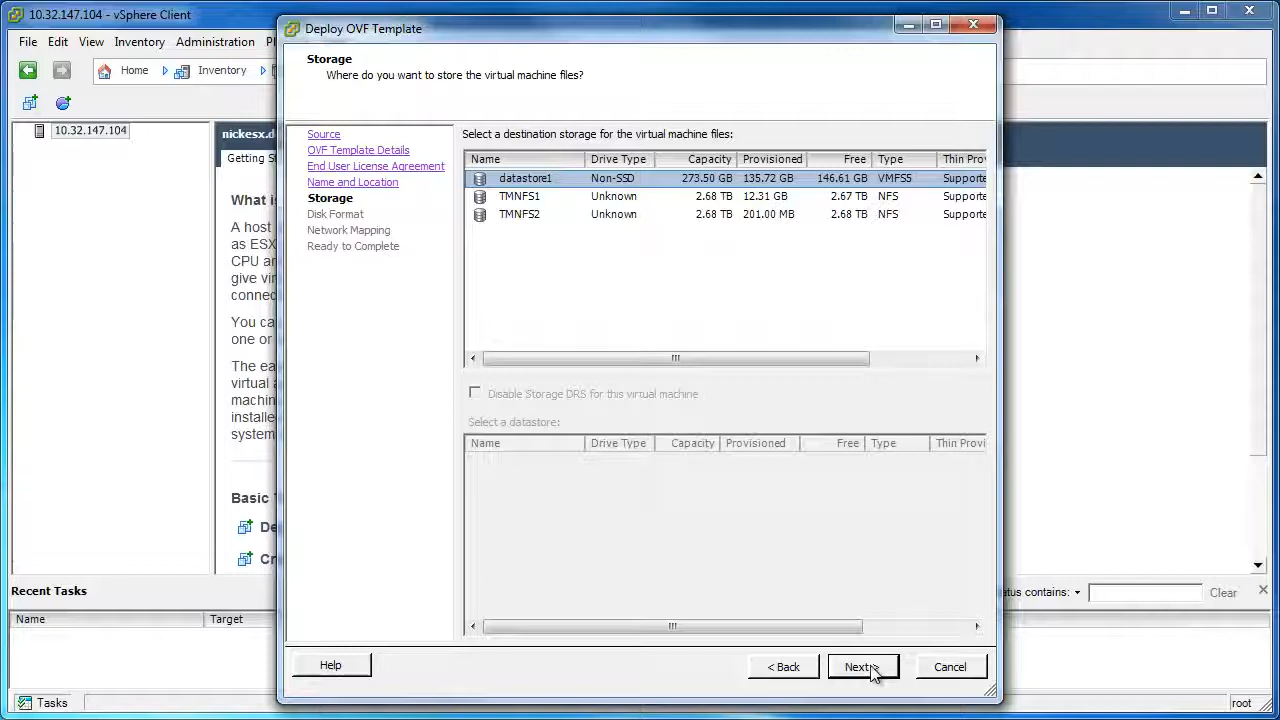 10.32.147.104 - vSphere Client
File Edit View Inventory Administration
Home Inventory
10.32.147.104
nickesx.d
Getting St
What is
A host
as ESX
CPU an
give vir
connec
You ca
one or
The ea
virtual a
machin
installe
system
Basic T
De
Cr
Deploy OVF Template
Storage
Where do you want to store the virtual machine files?
Source
OVF Template Details
End User License Agreement
Name and Location
Storage
Disk Format
Network Mapping
Ready to Complete
Select a destination storage for the virtual machine files:
Name Drive Type Capacity Provisioned Free Type Thin Pro
datastore1 Non-SSD 273.50 GB 135.72 GB 146.61 GB VMFS5 Supporte
TMNFS1 Unknown 2.68 TB 12.31 GB 2.67 TB NFS Supporte
TMNFS2 Unknown 2.68 TB 201.00 MB 2.68 TB NFS Supporte
Disable Storage DRS for this virtual machine
Select a datastore:
Name Drive Type Capacity Provisioned Free Type Thin Provi
Help < Back Next > Cancel
Recent Tasks
atus contains: Clear
Name Target
Tasks root